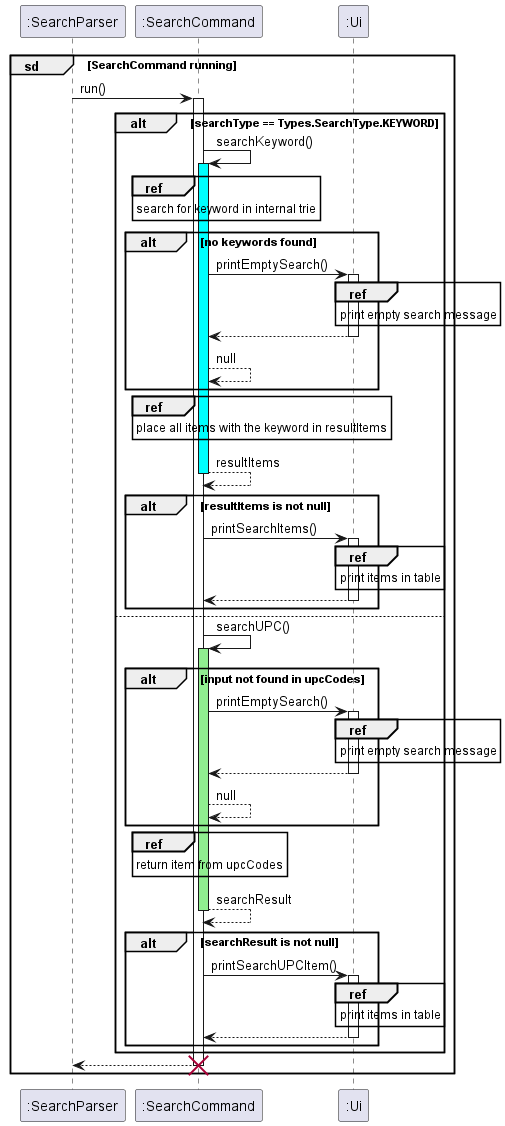 :SearchParser :SearchCommand :Ui
sd [SearchCommand running]
run()
alt [searchType == Types.SearchType.KEYWORD]
searchKeyword()
ref
search for keyword in internal trie
alt [no keywords found]
printEmptySearch()
ref
print empty search message
null
ref
place all items with the keyword in resultItems
resultItems
alt [resultItems is not null]
printSearchItems()
ref
print items in table
searchUPC()
alt [input not found in upcCodes]
printEmptySearch()
ref
print empty search message
null
ref
return item from upcCodes
searchResult
alt [searchResult is not null]
printSearchUPCItem()
ref
print items in table
:SearchParser :SearchCommand :Ui